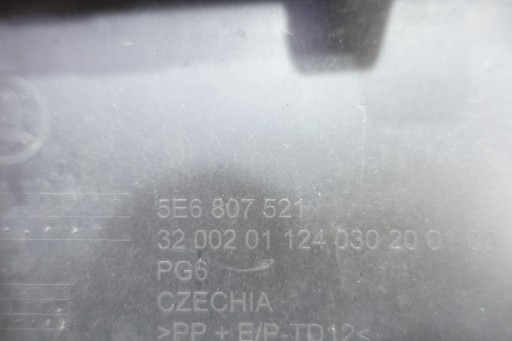 5E6 807 521
32 002 01 124 030 20 01 00
PG6
CZECHIA
>PP + E/P-TD12<